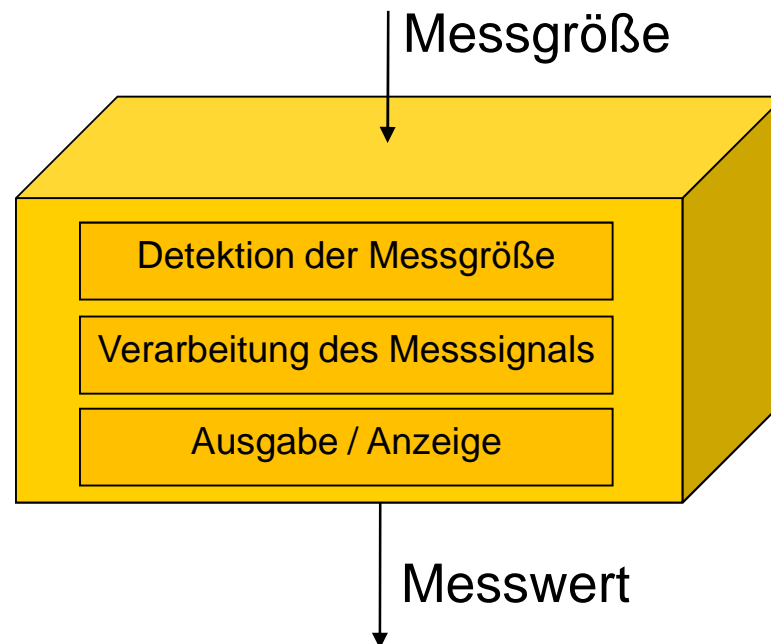 Messgröße
Detektion der Messgröße
Verarbeitung des Messsignals
Ausgabe / Anzeige
Messwert